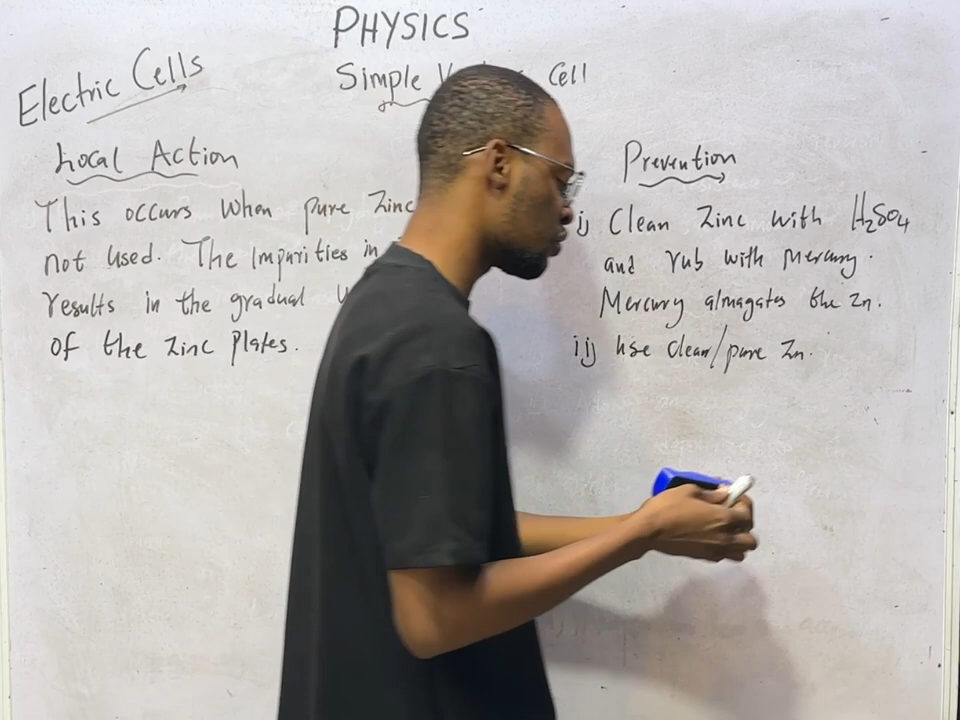 PHYSICS
Electric Cells
Simple Cell
Local Action
This occurs when pure Zinc
not used. The Impurities in
results in the gradual
of the Zinc Plates.
Prevention
i) Clean Zinc with H₂SO₄
and rub with Mercury.
Mercury almagates the Zn.
ii) Use clean/pure Zn.